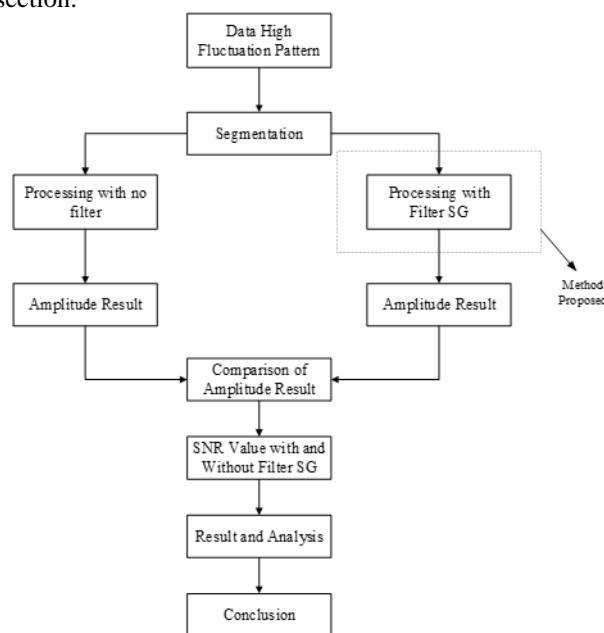 section.
Data High
Fluctuation Pattern
Segmentation
Processing with no
filter
Processing with
Filter SG
Amplitude Result
Amplitude Result
Method
Proposed
Comparison of
Amplitude Result
SNR Value with and
Without Filter SG
Result and Analysis
Conclusion